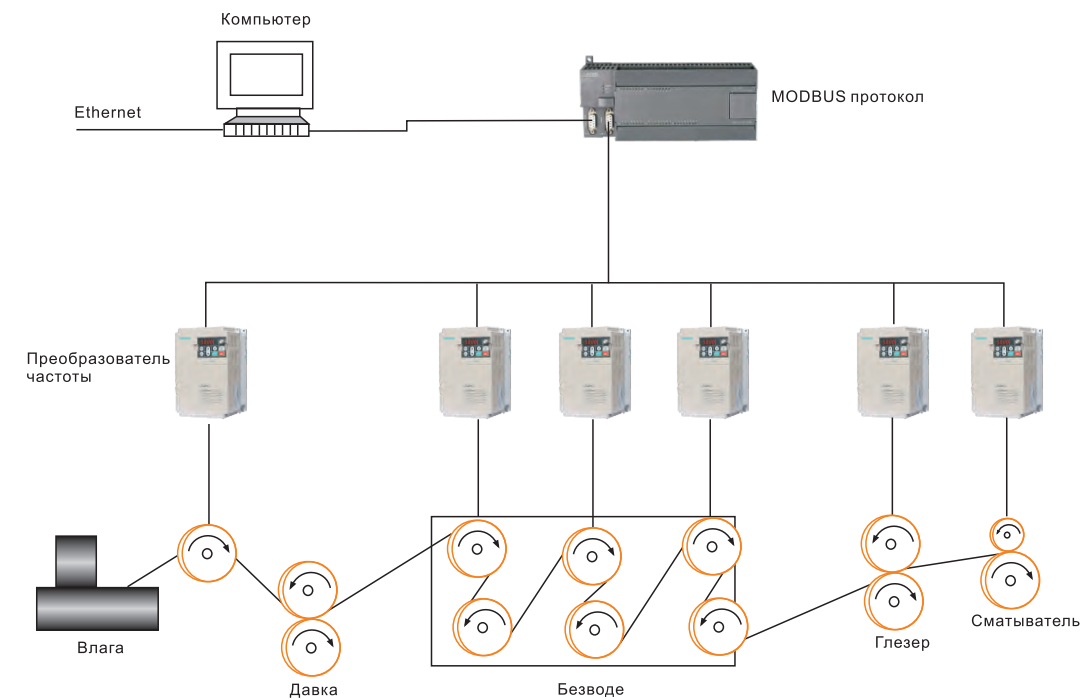 Компьютер
Ethernet
MODBUS протокол
Преобразователь
частоты
Влага
Давка
Безводе
Глезер
Сматыватель